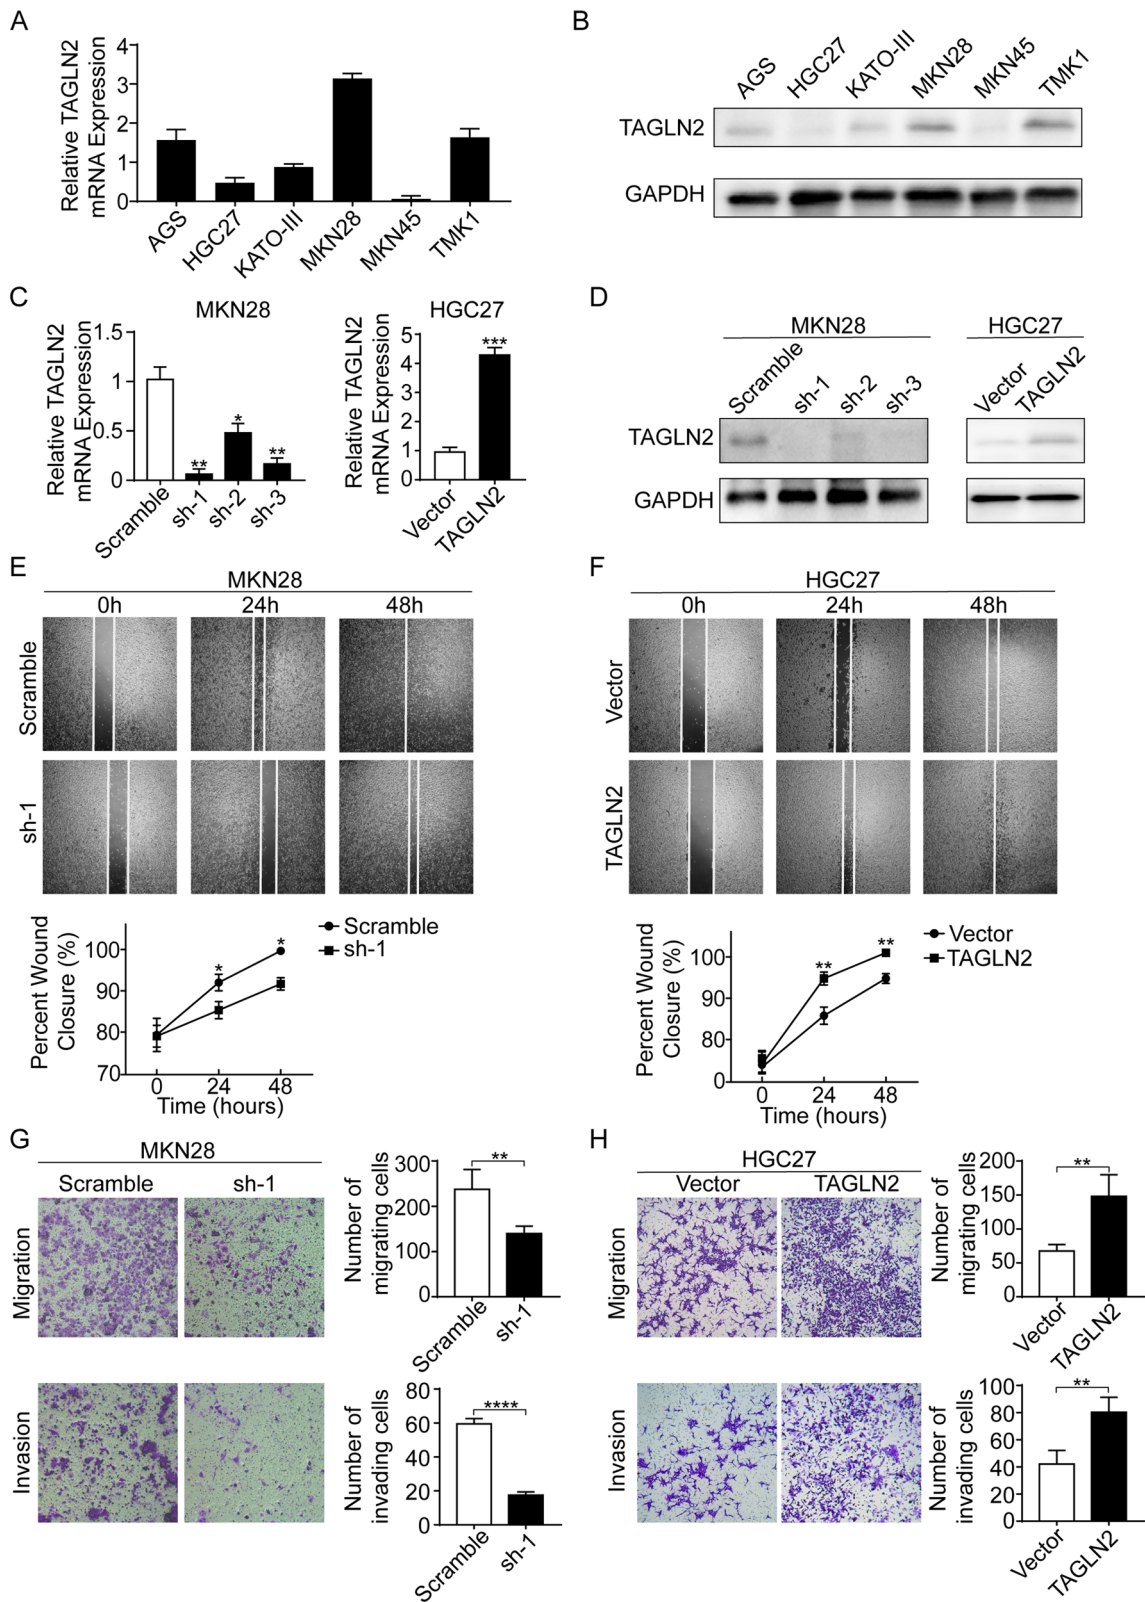 A
Relative TAGLN2
mRNA Expression
4
3
2
1
0
AGS
HGC27
KATO-III
MKN28
MKN45
TMK1
B
AGS
HGC27
KATO-III
MKN28
MKN45
TMK1
TAGLN2
GAPDH
C
MKN28
Relative TAGLN2
mRNA Expression
1.5
1
0.5
0
**
*
**
Scramble
sh-1
sh-2
sh-3
HGC27
Relative TAGLN2
mRNA Expression
5
4
3
2
1
0
***
Vector
TAGLN2
D
MKN28
HGC27
Scramble
sh-1
sh-2
sh-3
Vector
TAGLN2
TAGLN2
GAPDH
E
MKN28
0h 24h 48h
Scramble
sh-1
Percent Wound
Closure (%)
100
90
80
70
*
*
Scramble
sh-1
0 24 48
Time (hours)
F
HGC27
0h 24h 48h
Vector
TAGLN2
Percent Wound
Closure (%)
100
90
80
0
**
**
Vector
TAGLN2
0 24 48
Time (hours)
G
MKN28
Scramble sh-1
Migration
Invasion
Number of
migrating cells
300
200
100
0
**
Scramble
sh-1
Number of
invading cells
80
60
40
20
0
****
Scramble
sh-1
H
HGC27
Vector TAGLN2
Migration
Invasion
Number of
migrating cells
200
150
100
50
0
**
Vector
TAGLN2
Number of
invading cells
100
80
60
40
20
0
**
Vector
TAGLN2